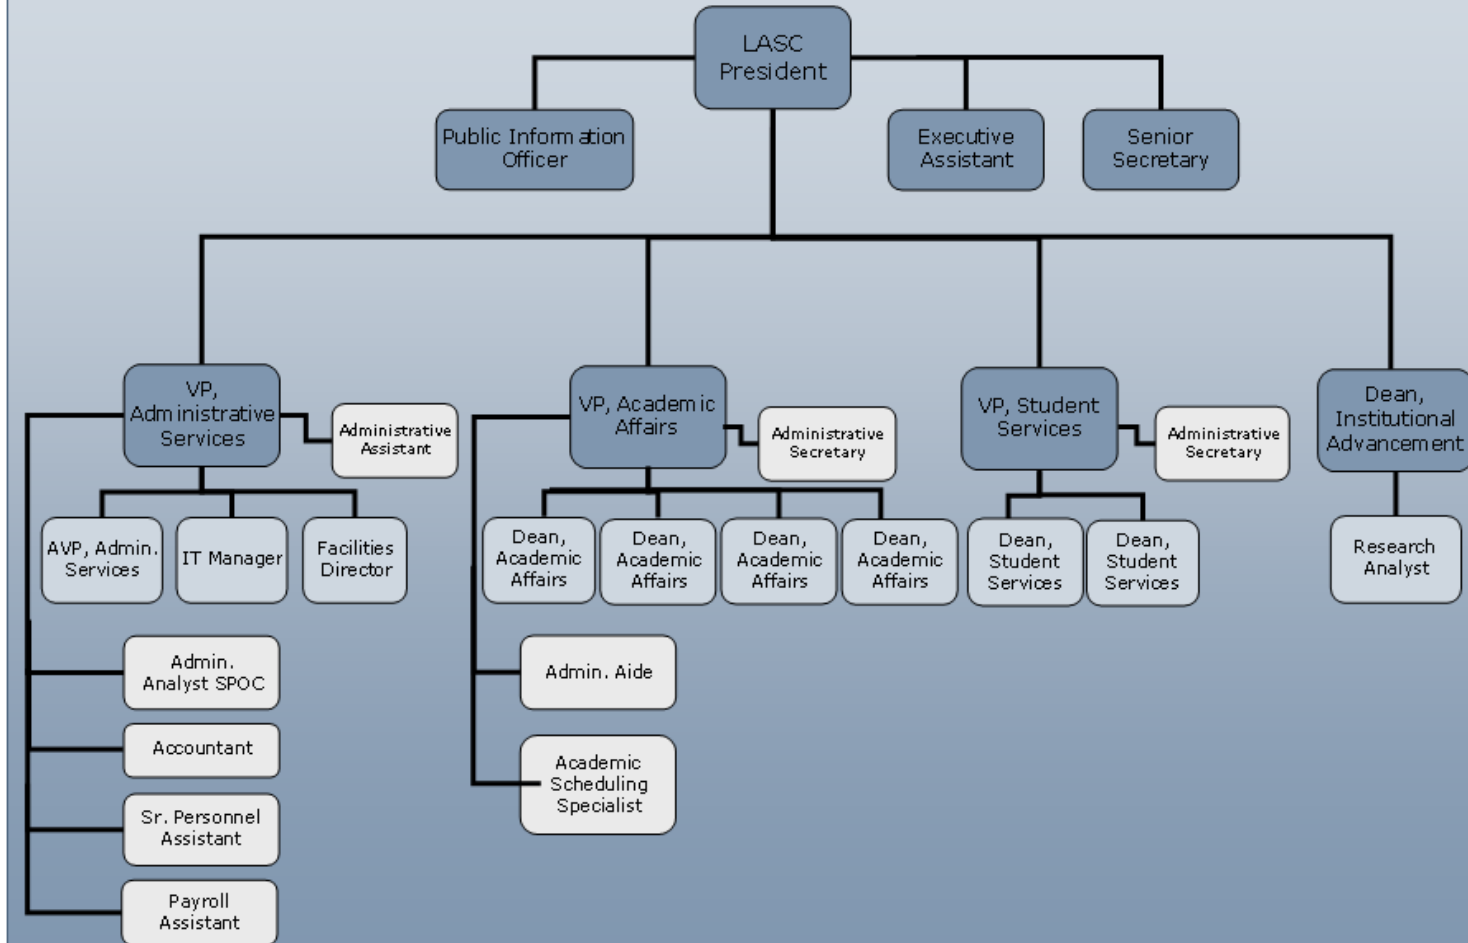 LASC
President
Public Information
Officer
Executive
Assistant
Senior
Secretary
VP,
Administrative
Services
Administrative
Assistant
VP, Academic
Affairs
Administrative
Secretary
VP, Student
Services
Administrative
Secretary
Dean,
Institutional
Advancement
AVP, Admin.
Services
IT Manager
Facilities
Director
Dean,
Academic
Affairs
Dean,
Academic
Affairs
Dean,
Academic
Affairs
Dean,
Academic
Affairs
Dean,
Student
Services
Dean,
Student
Services
Research
Analyst
Admin.
Analyst SPOC
Accountant
Sr. Personnel
Assistant
Payroll
Assistant
Admin. Aide
Academic
Scheduling
Specialist